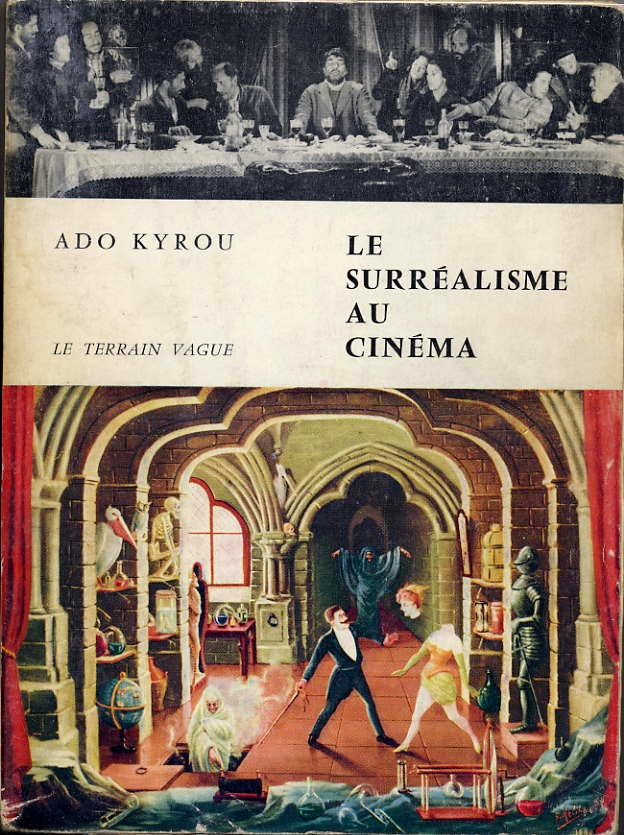 ADO KYROU
LE TERRAIN VAGUE
LE
SURRÉALISME
AU
CINÉMA